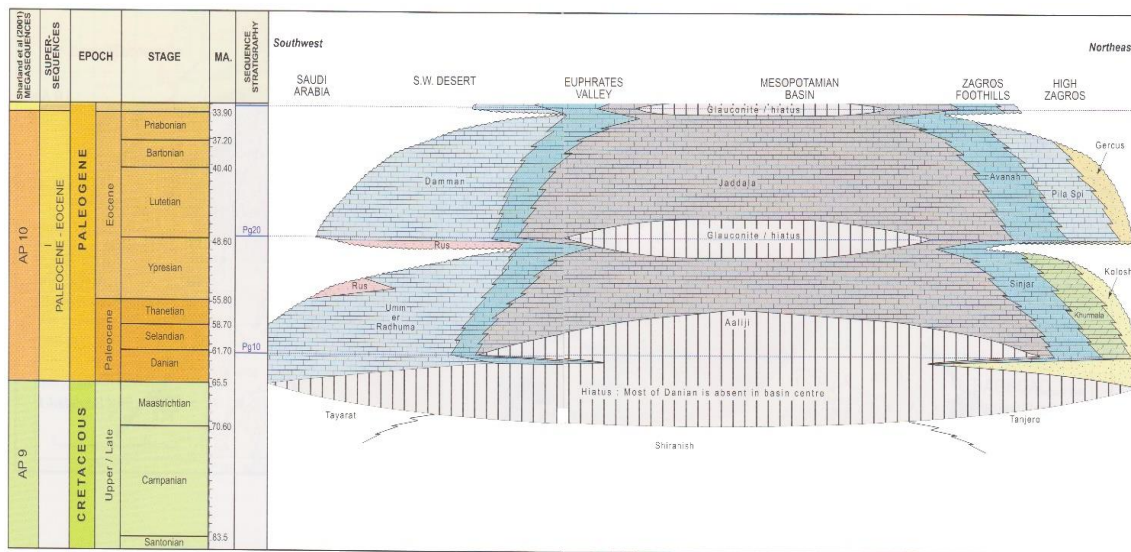 Sharland et al (2001)
MEGASEQUENCES
SUPER-
SEQUENCES
EPOCH
STAGE
MA.
SEQUENCE
STRATIGRAPHY
Southwest
Northeast
SAUDI
ARABIA
S.W. DESERT
EUPHRATES
VALLEY
MESOPOTAMIAN
BASIN
ZAGROS
FOOTHILLS
HIGH
ZAGROS
AP 10
PALEOCENE - EOCENE
PALEOGENE
Eocene
Paleocene
Priabonian
Bartonian
Lutetian
Ypresian
Thanetian
Selandian
Danian
33.90
37.20
40.40
48.60
55.80
58.70
61.70
65.5
Pg20
Pg10
Glauconite / hiatus
Gercus
Damman
Jaddala
Avanah
Pila Spi
Rus
Glauconite / hiatus
Rus
Umm
er
Radhuma
Aaliji
Sinjar
Khurmala
Kolosh
Hiatus : Most of Danian is absent in basin centre
AP 9
CRETACEOUS
Upper / Late
Maastrichtian
Campanian
Santonian
70.60
83.5
Tayarat
Shiranish
Tanjero